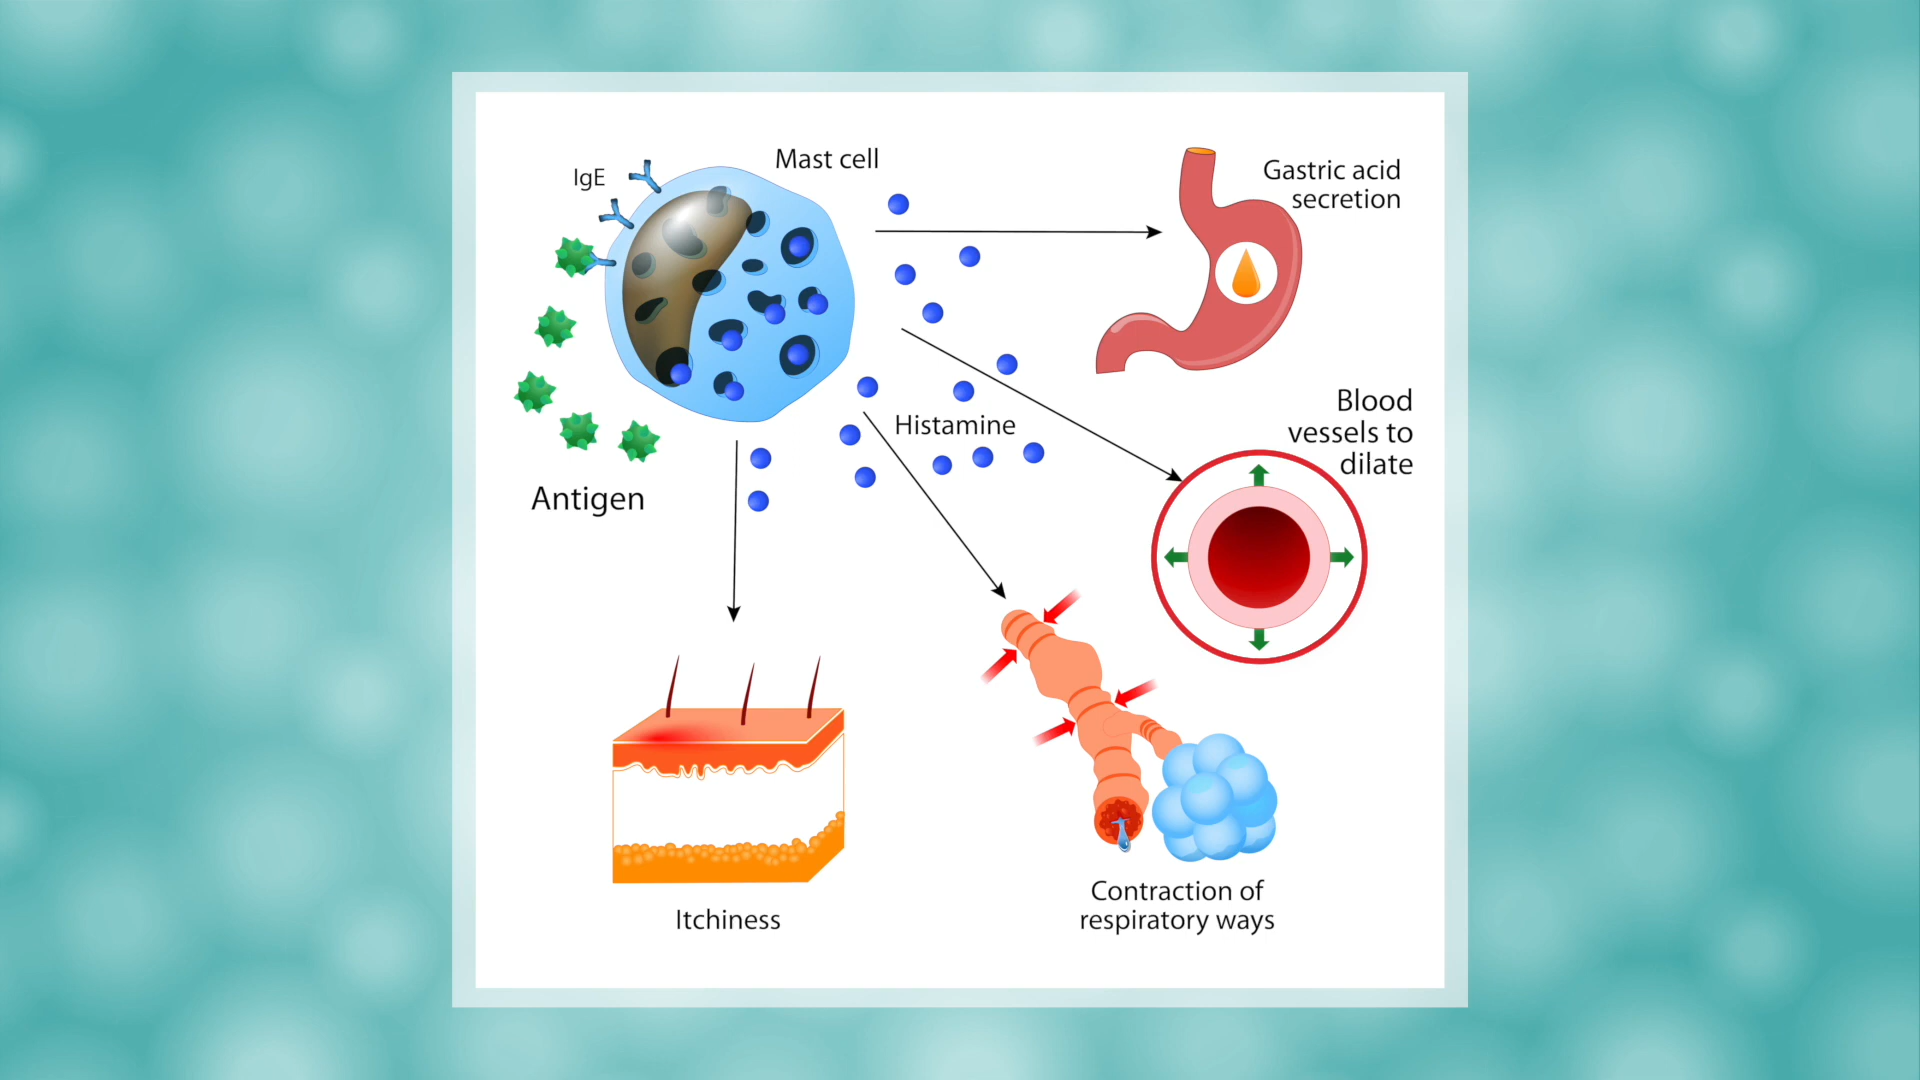 Mast cell
IgE
Gastric acid
secretion
Blood
vessels to
dilate
Histamine
Antigen
Itchiness
Contraction of
respiratory ways